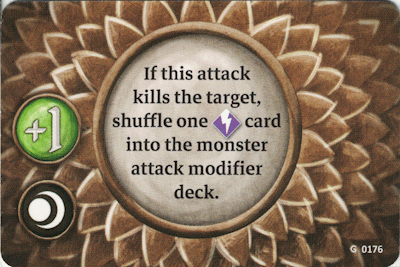 If this attack
kills the target,
shuffle one card
into the monster
attack modifier
deck.
+1
G 0176